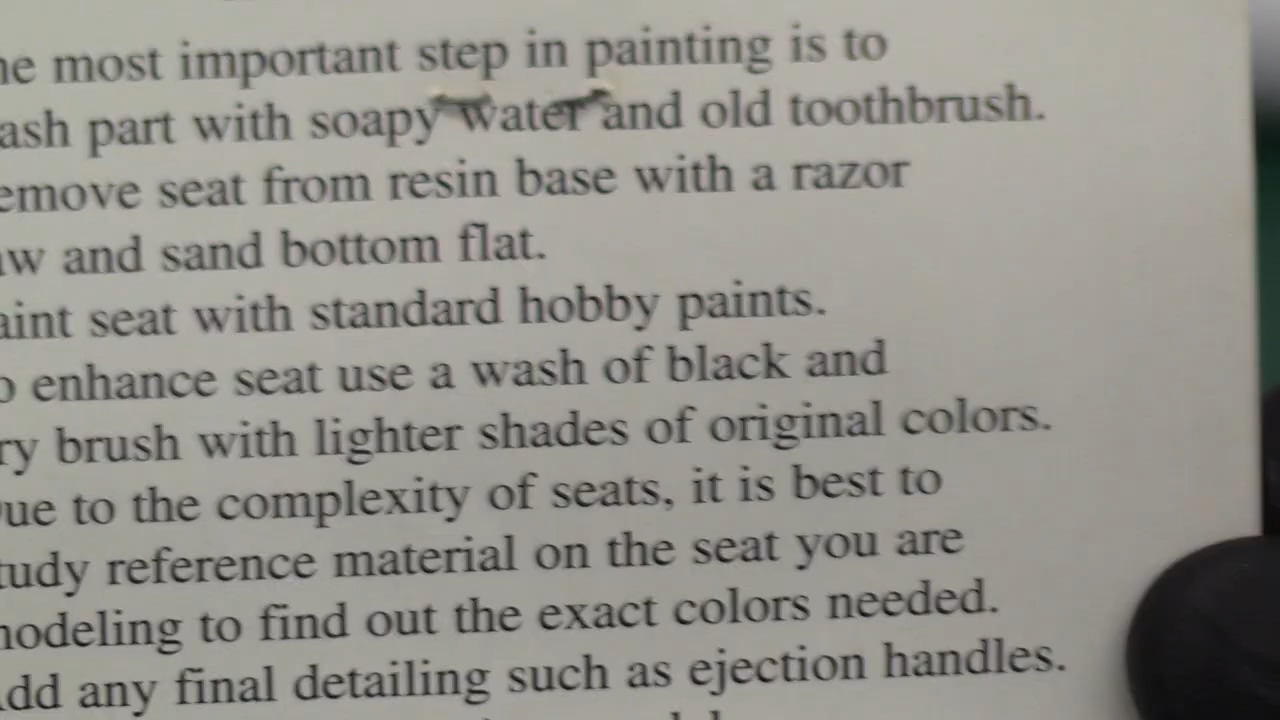 he most important step in painting is to
ash part with soapy water and old toothbrush.
emove seat from resin base with a razor
aw and sand bottom flat.
aint seat with standard hobby paints.
o enhance seat use a wash of black and
ry brush with lighter shades of original colors.
ue to the complexity of seats, it is best to
tudy reference material on the seat you are
nodeling to find out the exact colors needed.
dd any final detailing such as ejection handles.